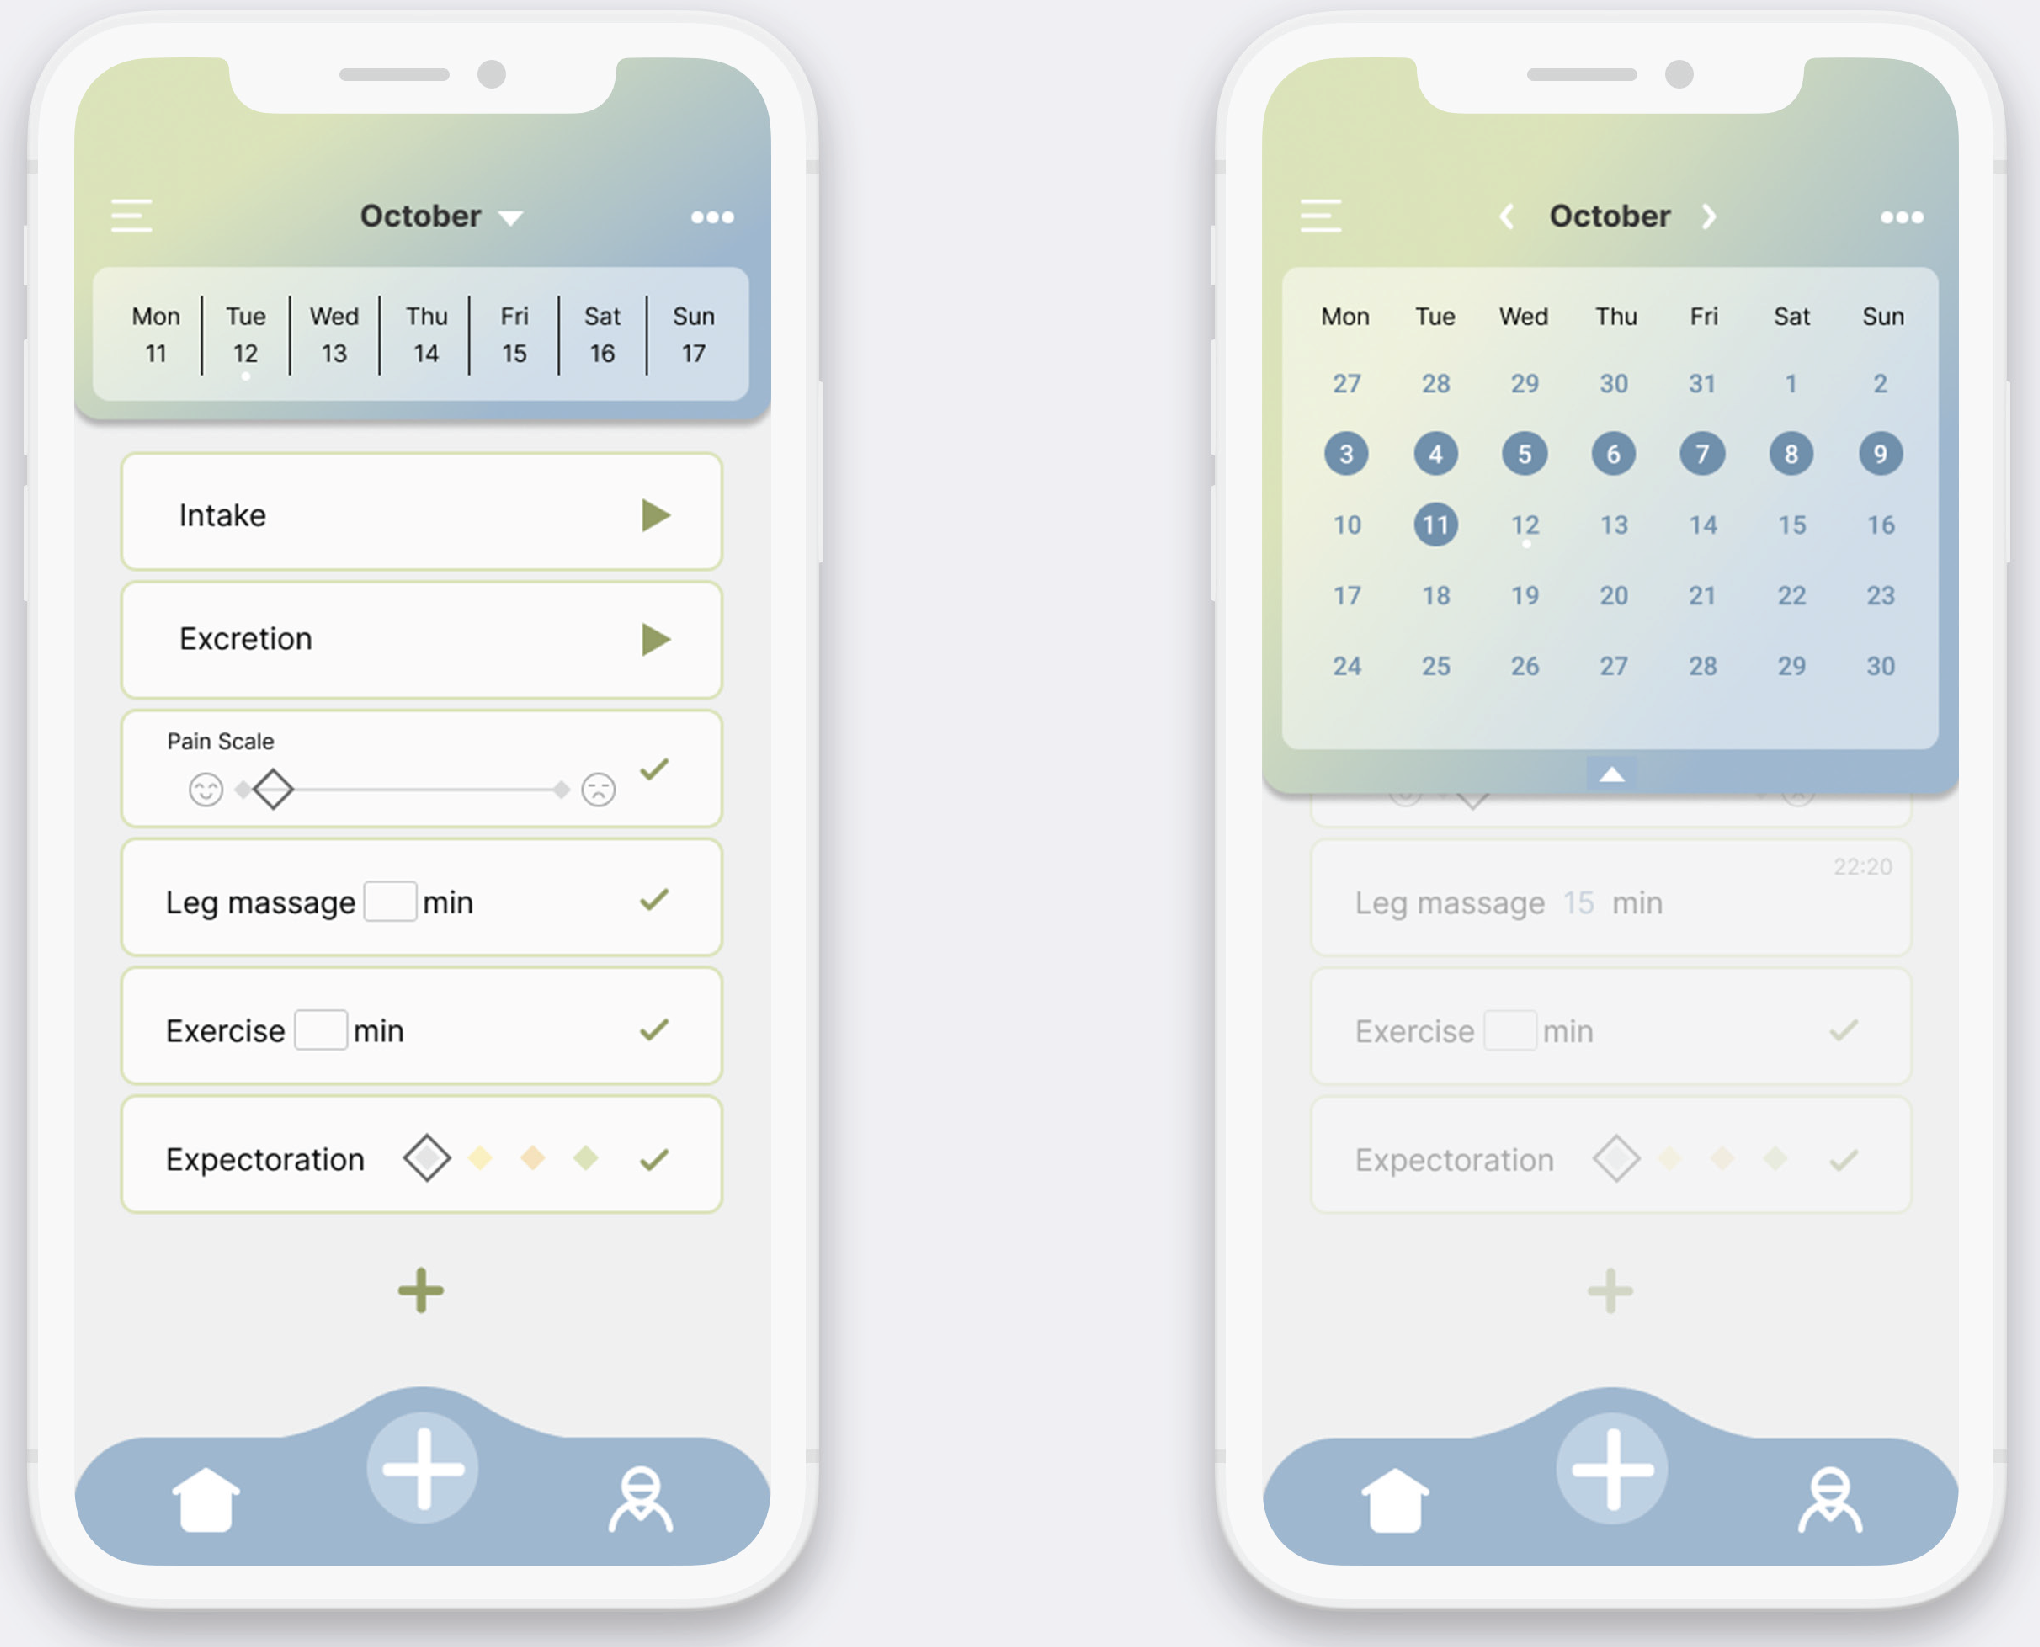 October
Mon Tue Wed Thu Fri Sat Sun
11 12 13 14 15 16 17
Intake
Excretion
Pain Scale
Leg massage min
Exercise min
Expectoration
October
Mon Tue Wed Thu Fri Sat Sun
27 28 29 30 31 1 2
3 4 5 6 7 8 9
10 11 12 13 14 15 16
17 18 19 20 21 22 23
24 25 26 27 28 29 30
22:20
Leg massage 15 min
Exercise min
Expectoration